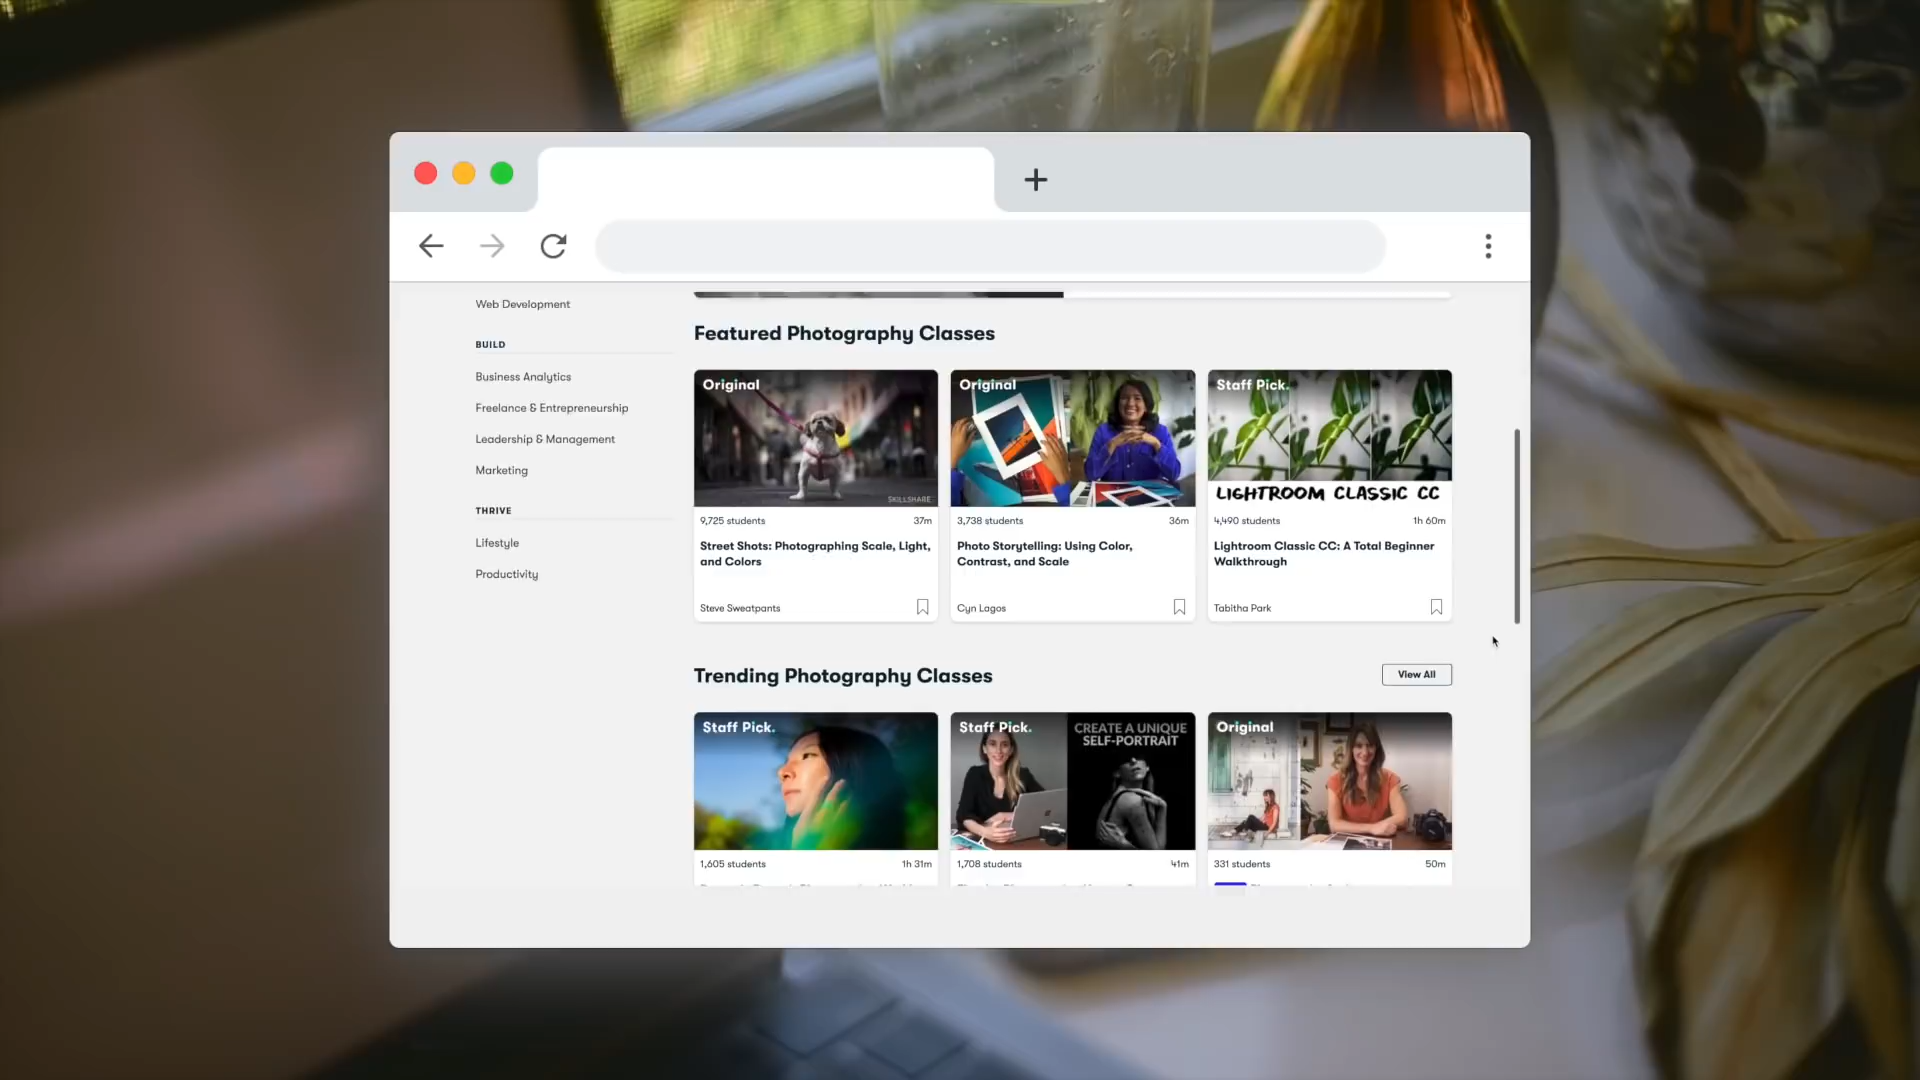 Web Development
BUILD
Business Analytics
Freelance & Entrepreneurship
Leadership & Management
Marketing
THRIVE
Lifestyle
Productivity
Featured Photography Classes
Original
SKILLSHARE
9,725 students
37m
Street Shots: Photographing Scale, Light,
and Colors
Steve Sweatpants
Original
3,738 students
36m
Photo Storytelling: Using Color,
Contrast, and Scale
Cyn Lagos
Staff Pick.
LIGHTROOM CLASSIC CC
4,490 students
1h 60m
Lightroom Classic CC: A Total Beginner
Walkthrough
Tabitha Park
Trending Photography Classes
View All
Staff Pick.
1,605 students
1h 31m
Staff Pick.
CREATE A UNIQUE
SELF-PORTRAIT
1,708 students
41m
Original
331 students
50m